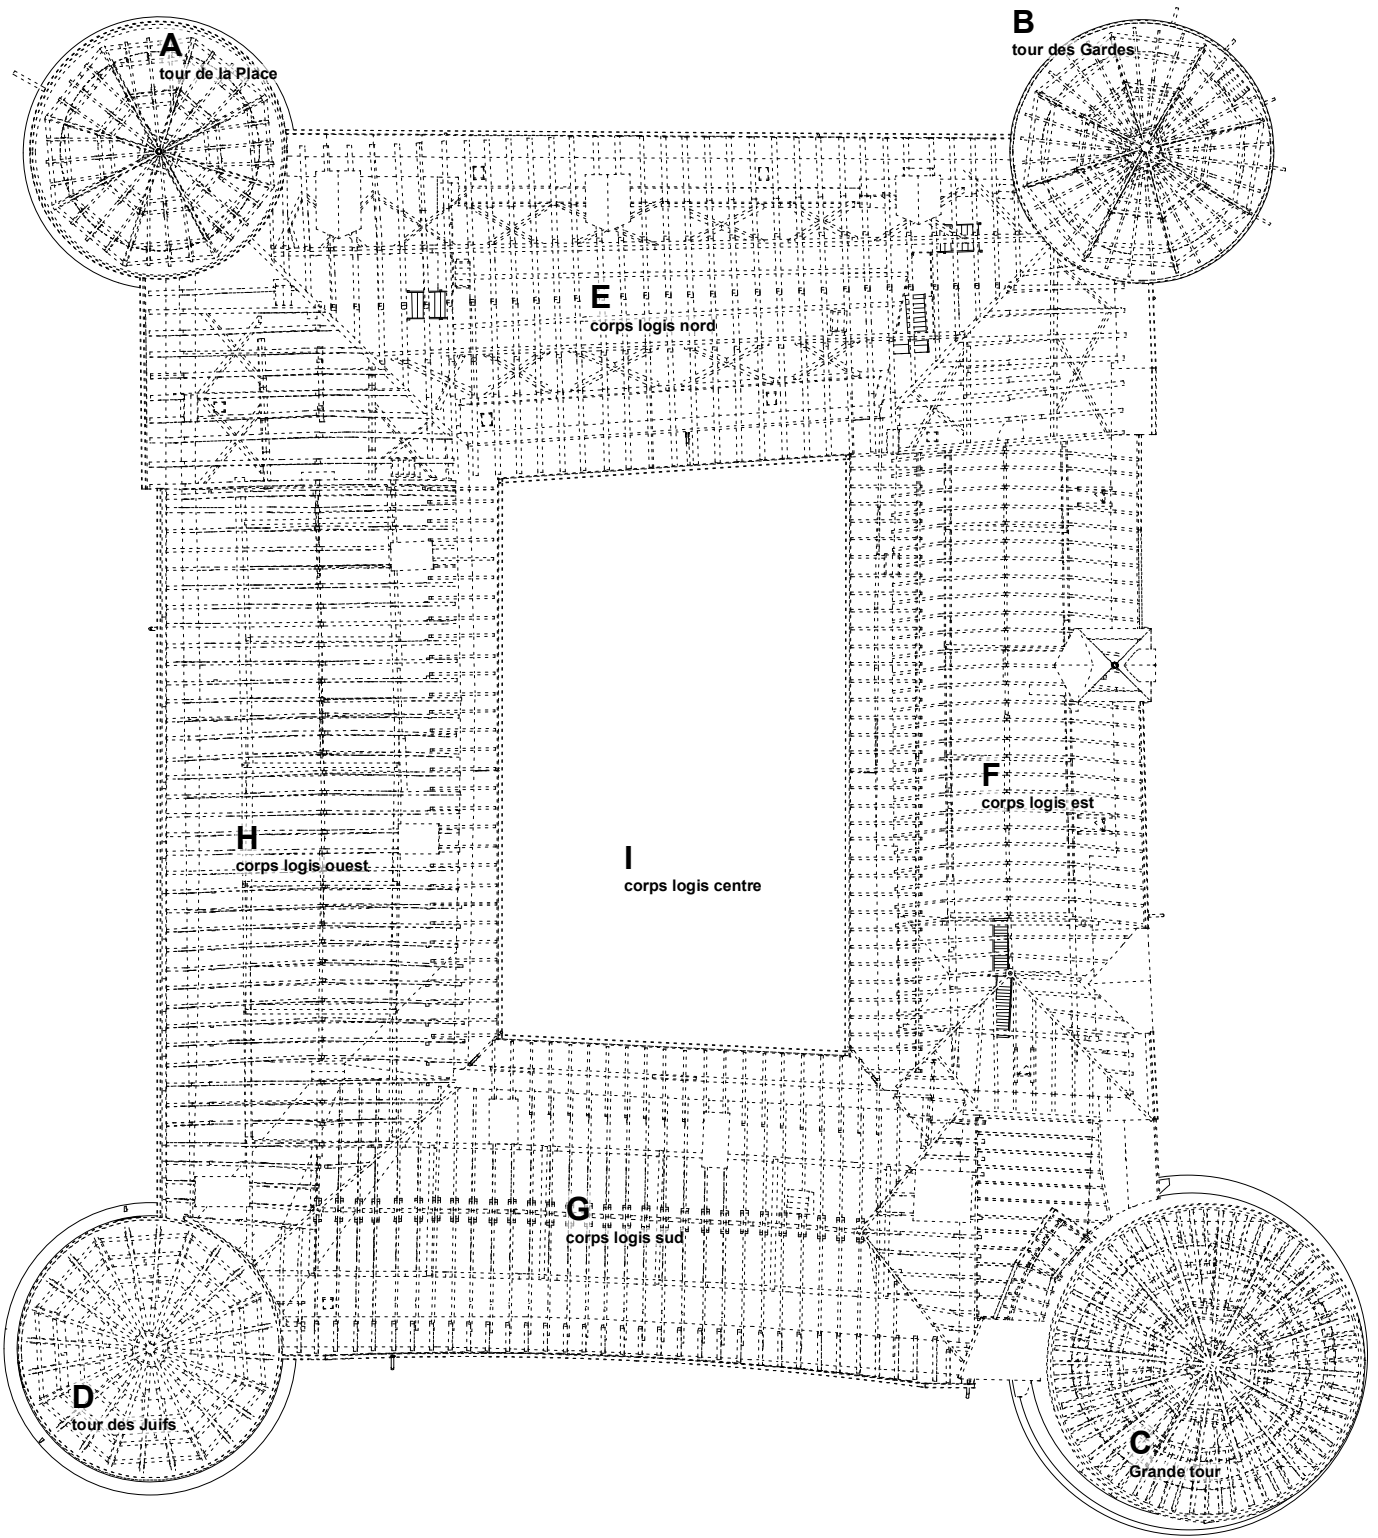 A
tour de la Place
B
tour des Gardes
E
corps logis nord
F
corps logis est
H
corps logis ouest
I
corps logis centre
G
corps logis sud
D
tour des Juifs
C
Grande tour